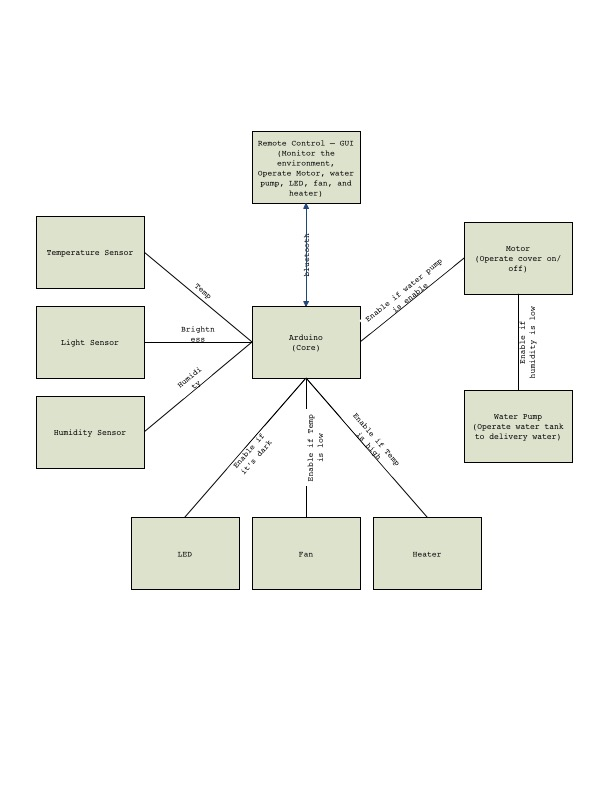 Remote Control — GUI
(Monitor the
environment,
Operate Motor, water
pump, LED, fan, and
heater)
Temperature Sensor
Motor
(Operate cover on/
off)
bluetooth
Temp
Enable if water pump
is enable
Light Sensor
Brightn
ess
Arduino
(Core)
Enable if
humidity is low
Humidi
ty
Humidity Sensor
Water Pump
(Operate water tank
to delivery water)
Enable if
it's dark
Enable if Temp
is low
Enable if Temp
is high
LED
Fan
Heater